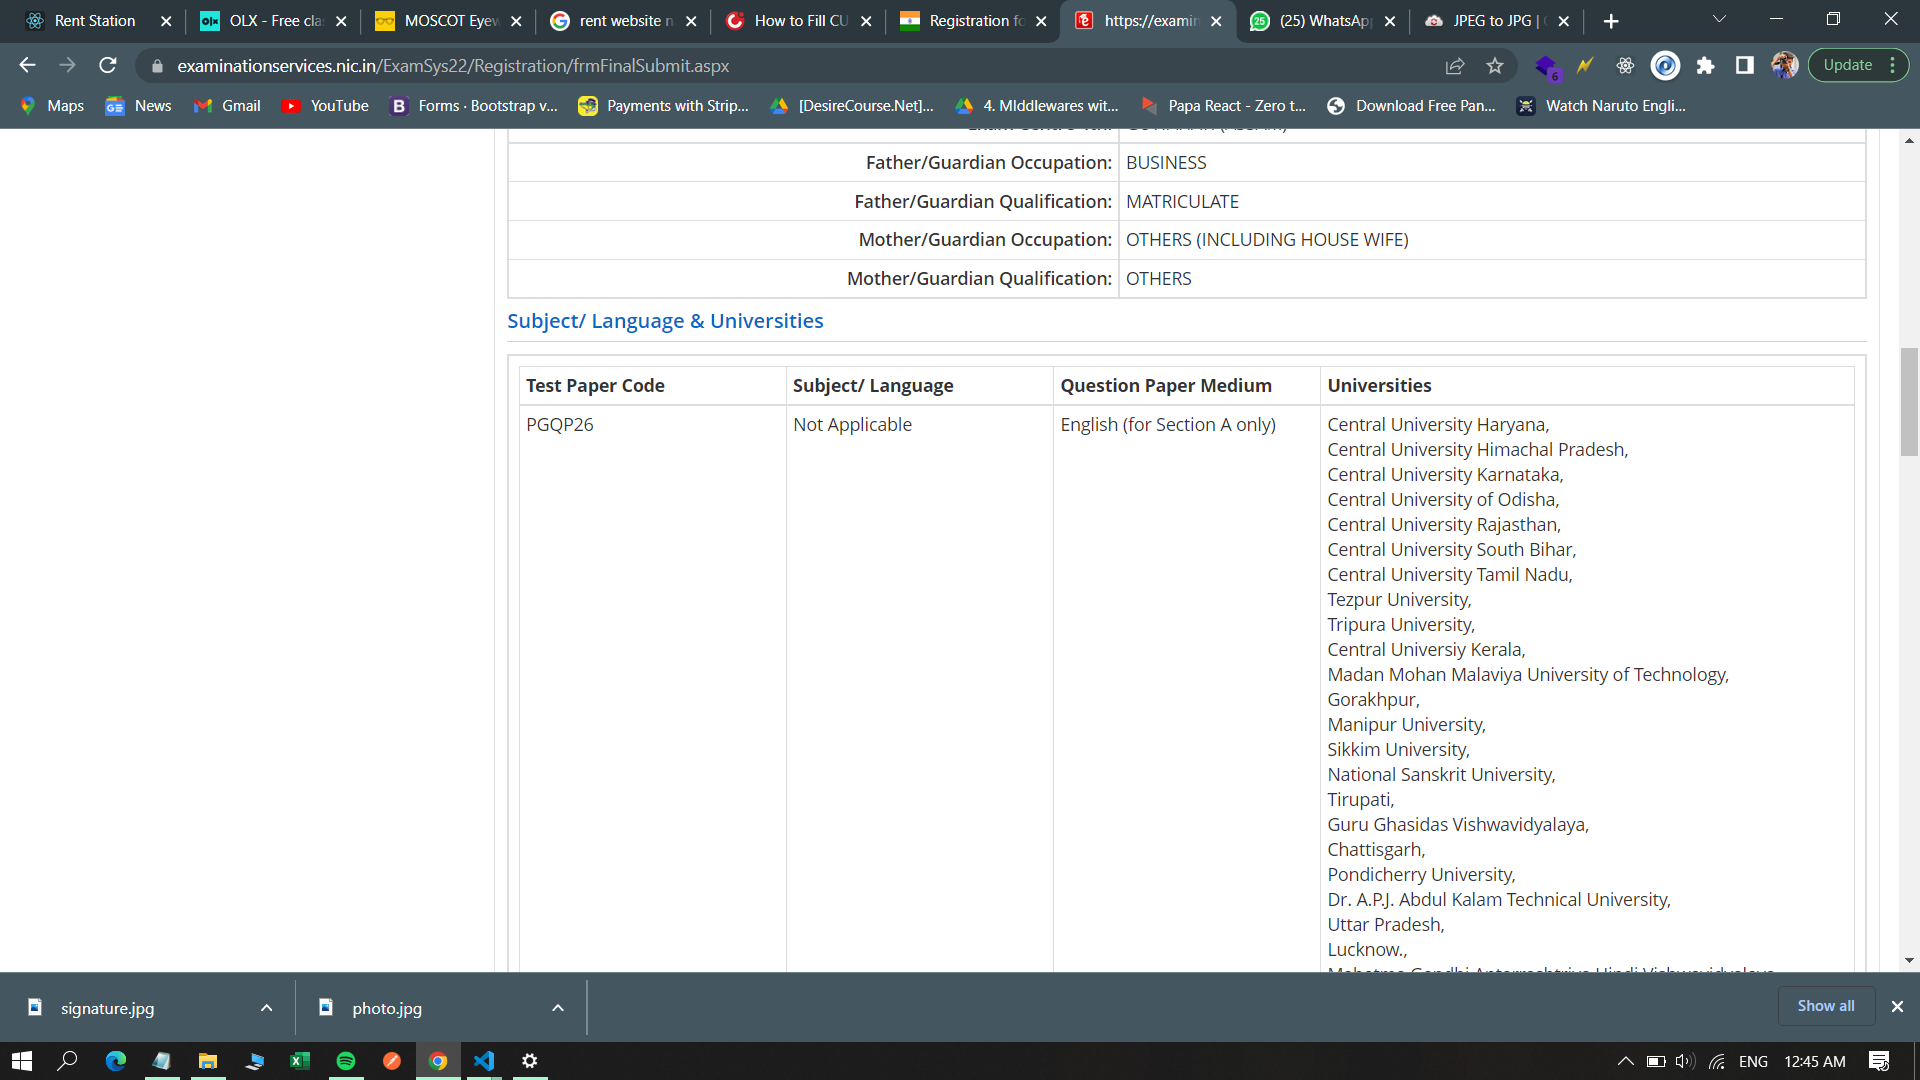 Rent Station
OLX - Free cla
MOSCOT Eyew
rent website n
How to Fill CU
Registration fo
https://examin
(25) WhatsApp
JPEG to JPG |
examinationservices.nic.in/ExamSys22/Registration/frmFinalSubmit.aspx
6
Update
Maps
News
Gmail
YouTube
Forms · Bootstrap v...
Payments with Strip...
[DesireCourse.Net]...
4. MIddlewares wit...
Papa React - Zero t...
Download Free Pan...
Watch Naruto Engli...
Father/Guardian Occupation: BUSINESS
Father/Guardian Qualification: MATRICULATE
Mother/Guardian Occupation: OTHERS (INCLUDING HOUSE WIFE)
Mother/Guardian Qualification: OTHERS
Subject/ Language & Universities
Test Paper Code Subject/ Language Question Paper Medium Universities
PGQP26 Not Applicable English (for Section A only) Central University Haryana,
Central University Himachal Pradesh,
Central University Karnataka,
Central University of Odisha,
Central University Rajasthan,
Central University South Bihar,
Central University Tamil Nadu,
Tezpur University,
Tripura University,
Central Universiy Kerala,
Madan Mohan Malaviya University of Technology,
Gorakhpur,
Manipur University,
Sikkim University,
National Sanskrit University,
Tirupati,
Guru Ghasidas Vishwavidyalaya,
Chattisgarh,
Pondicherry University,
Dr. A.P.J. Abdul Kalam Technical University,
Uttar Pradesh,
Lucknow.,
signature.jpg
photo.jpg
Show all
ENG
12:45 AM